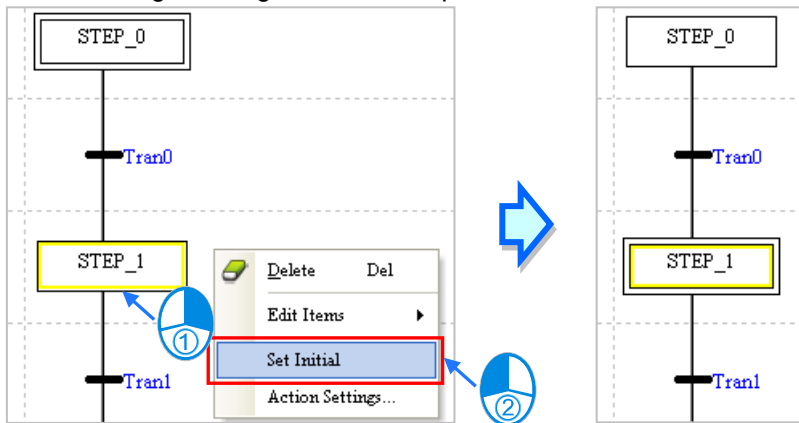 STEP_0
Tran0
STEP_1
Delete Del
Edit Items
Set Initial
Action Settings...
Tran1
①
②
STEP_0
Tran0
STEP_1
Tran1